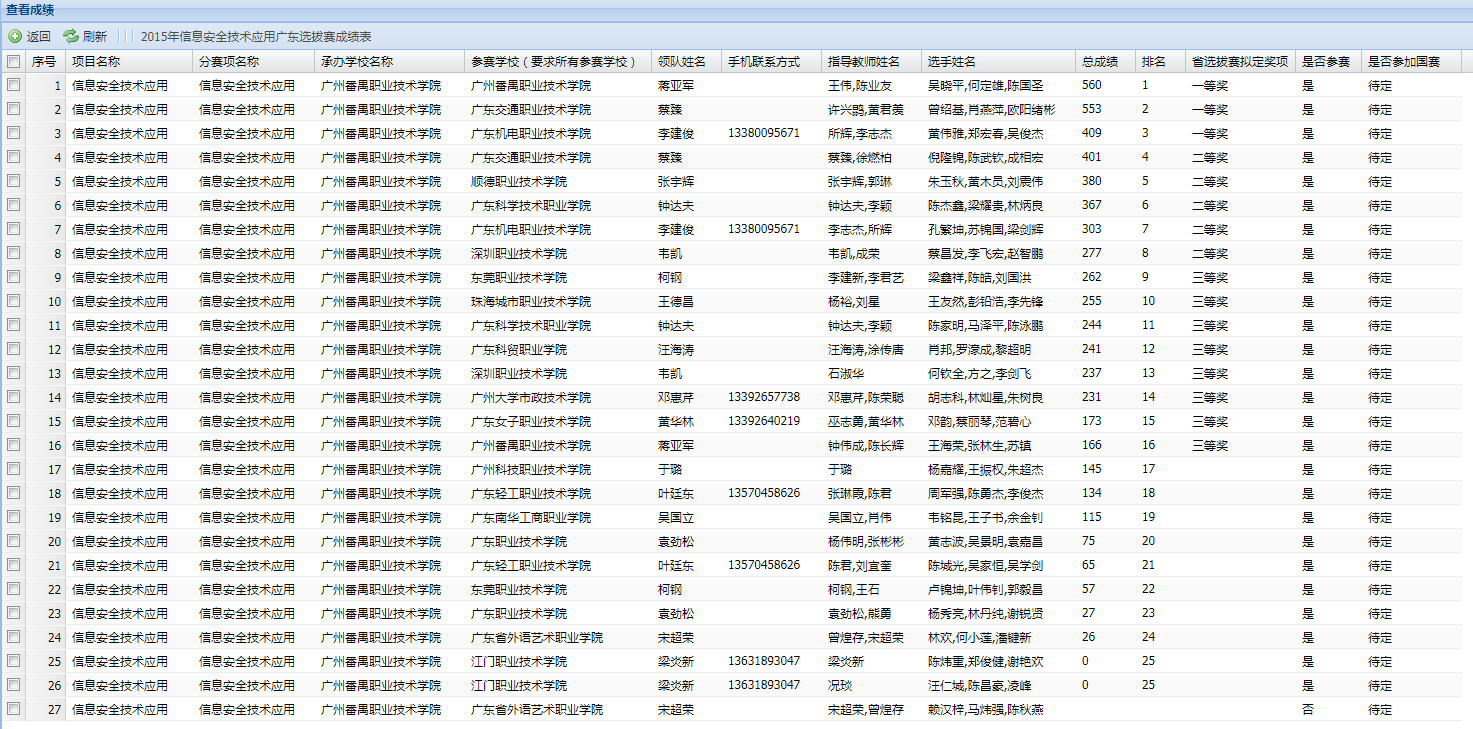 查看成绩
返回 刷新 2015年信息安全技术应用广东选拔赛成绩表
序号 项目名称 分赛项名称 承办学校名称 参赛学校（要求所有参赛学校） 领队姓名 手机联系方式 指导教师姓名 选手姓名 总成绩 排名 省选拔赛拟定奖项 是否参赛 是否参加国赛
1 信息安全技术应用 信息安全技术应用 广州番禺职业技术学院 广州番禺职业技术学院 蒋亚军 王伟,陈业友 吴晓平,何定雄,陈国圣 560 1 一等奖 是 待定
2 信息安全技术应用 信息安全技术应用 广州番禺职业技术学院 广东交通职业技术学院 蔡臻 许兴鹍,黄君羡 曾绍基,肖燕萍,欧阳绪彬 553 2 一等奖 是 待定
3 信息安全技术应用 信息安全技术应用 广州番禺职业技术学院 广东机电职业技术学院 李建俊 13380095671 所辉,李志杰 黄伟雅,郑宏春,吴俊杰 409 3 一等奖 是 待定
4 信息安全技术应用 信息安全技术应用 广州番禺职业技术学院 广东交通职业技术学院 蔡臻 蔡臻,徐燃柏 倪隆锦,陈武钦,成相宏 401 4 二等奖 是 待定
5 信息安全技术应用 信息安全技术应用 广州番禺职业技术学院 顺德职业技术学院 张宇辉 张宇辉,郭琳 朱玉秋,黄木员,刘震伟 380 5 二等奖 是 待定
6 信息安全技术应用 信息安全技术应用 广州番禺职业技术学院 广东科学技术职业学院 钟达夫 钟达夫,李颖 陈杰鑫,梁耀贵,林炳良 367 6 二等奖 是 待定
7 信息安全技术应用 信息安全技术应用 广州番禺职业技术学院 广东机电职业技术学院 李建俊 13380095671 李志杰,所辉 孔繁坤,苏锦国,梁剑辉 303 7 二等奖 是 待定
8 信息安全技术应用 信息安全技术应用 广州番禺职业技术学院 深圳职业技术学院 韦凯 韦凯,成荣 蔡昌发,李飞宏,赵智鹏 277 8 二等奖 是 待定
9 信息安全技术应用 信息安全技术应用 广州番禺职业技术学院 东莞职业技术学院 柯钢 李建新,李君艺 梁鑫祥,陈皓,刘国洪 262 9 三等奖 是 待定
10 信息安全技术应用 信息安全技术应用 广州番禺职业技术学院 珠海城市职业技术学院 王德昌 杨裕,刘星 王友然,彭铅浩,李先锋 255 10 三等奖 是 待定
11 信息安全技术应用 信息安全技术应用 广州番禺职业技术学院 广东科学技术职业学院 钟达夫 钟达夫,李颖 陈家明,马泽平,陈泳鹏 244 11 三等奖 是 待定
12 信息安全技术应用 信息安全技术应用 广州番禺职业技术学院 广东科贸职业学院 汪海涛 汪海涛,涂传唐 肖邦,罗濠成,黎超明 241 12 三等奖 是 待定
13 信息安全技术应用 信息安全技术应用 广州番禺职业技术学院 深圳职业技术学院 韦凯 石淑华 何钦全,方之,李剑飞 237 13 三等奖 是 待定
14 信息安全技术应用 信息安全技术应用 广州番禺职业技术学院 广州大学市政技术学院 邓惠芹 13392657738 邓惠芹,陈荣聪 胡志科,林灿星,朱树良 231 14 三等奖 是 待定
15 信息安全技术应用 信息安全技术应用 广州番禺职业技术学院 广东女子职业技术学院 黄华林 13392640219 巫志勇,黄华林 邓韵,蔡丽琴,范碧心 173 15 三等奖 是 待定
16 信息安全技术应用 信息安全技术应用 广州番禺职业技术学院 广州番禺职业技术学院 蒋亚军 钟伟成,陈长辉 王海荣,张林生,苏镇 166 16 三等奖 是 待定
17 信息安全技术应用 信息安全技术应用 广州番禺职业技术学院 广州科技职业技术学院 于璐 于璐 杨嘉耀,王振权,朱超杰 145 17 是 待定
18 信息安全技术应用 信息安全技术应用 广州番禺职业技术学院 广东轻工职业技术学院 叶廷东 13570458626 张琳霞,陈君 周军强,陈勇杰,李俊杰 134 18 是 待定
19 信息安全技术应用 信息安全技术应用 广州番禺职业技术学院 广东南华工商职业学院 吴国立 吴国立,肖伟 韦铭昆,王子书,余金钊 115 19 是 待定
20 信息安全技术应用 信息安全技术应用 广州番禺职业技术学院 广东职业技术学院 袁劲松 杨伟明,张彬彬 黄志波,吴景明,袁嘉昌 75 20 是 待定
21 信息安全技术应用 信息安全技术应用 广州番禺职业技术学院 广东轻工职业技术学院 叶廷东 13570458626 陈君,刘宜奎 陈城光,吴家恒,吴学剑 65 21 是 待定
22 信息安全技术应用 信息安全技术应用 广州番禺职业技术学院 东莞职业技术学院 柯钢 柯钢,王石 卢锦坤,叶伟钊,郭毅昌 57 22 是 待定
23 信息安全技术应用 信息安全技术应用 广州番禺职业技术学院 广东职业技术学院 袁劲松 袁劲松,熊勇 杨秀亮,林丹纯,谢锐贤 27 23 是 待定
24 信息安全技术应用 信息安全技术应用 广州番禺职业技术学院 广东省外语艺术职业学院 宋超荣 曾煌存,宋超荣 林欢,何小莲,潘键新 26 24 是 待定
25 信息安全技术应用 信息安全技术应用 广州番禺职业技术学院 江门职业技术学院 梁炎新 13631893047 梁炎新 陈炜重,郑俊健,谢艳欢 0 25 是 待定
26 信息安全技术应用 信息安全技术应用 广州番禺职业技术学院 江门职业技术学院 梁炎新 13631893047 况琰 汪仁城,陈昌豪,凌峰 0 25 是 待定
27 信息安全技术应用 信息安全技术应用 广州番禺职业技术学院 广东省外语艺术职业学院 宋超荣 宋超荣,曾煌存 赖汉梓,马炜强,陈秋燕 否 待定